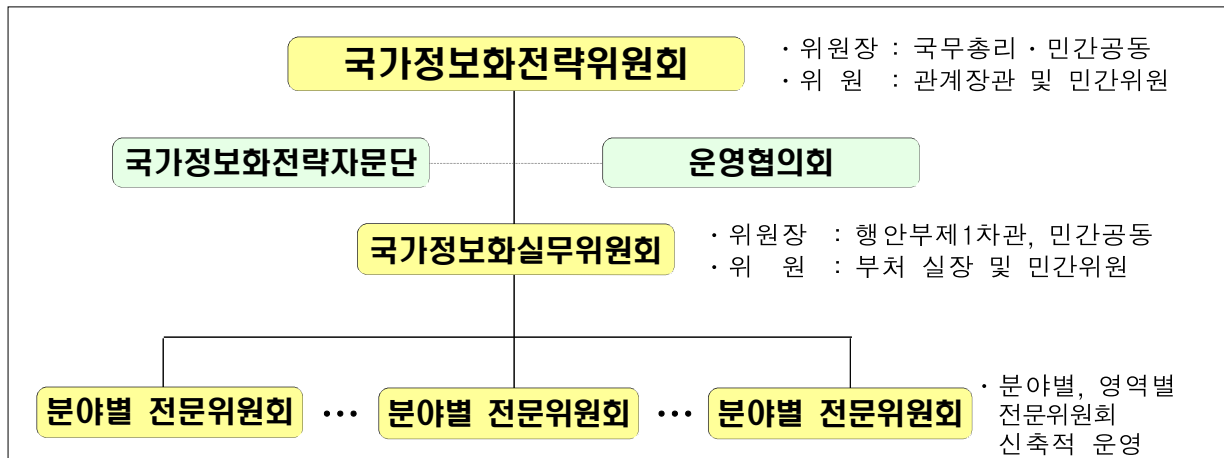 국가정보화전략위원회
· 위원장 : 국무총리 · 민간공동
· 위 원 : 관계장관 및 민간위원
국가정보화전략자문단
운영협의회
국가정보화실무위원회
· 위원장 : 행안부제1차관, 민간공동
· 위 원 : 부처 실장 및 민간위원
분야별 전문위원회 ··· 분야별 전문위원회 ··· 분야별 전문위원회
· 분야별, 영역별
전문위원회
신축적 운영